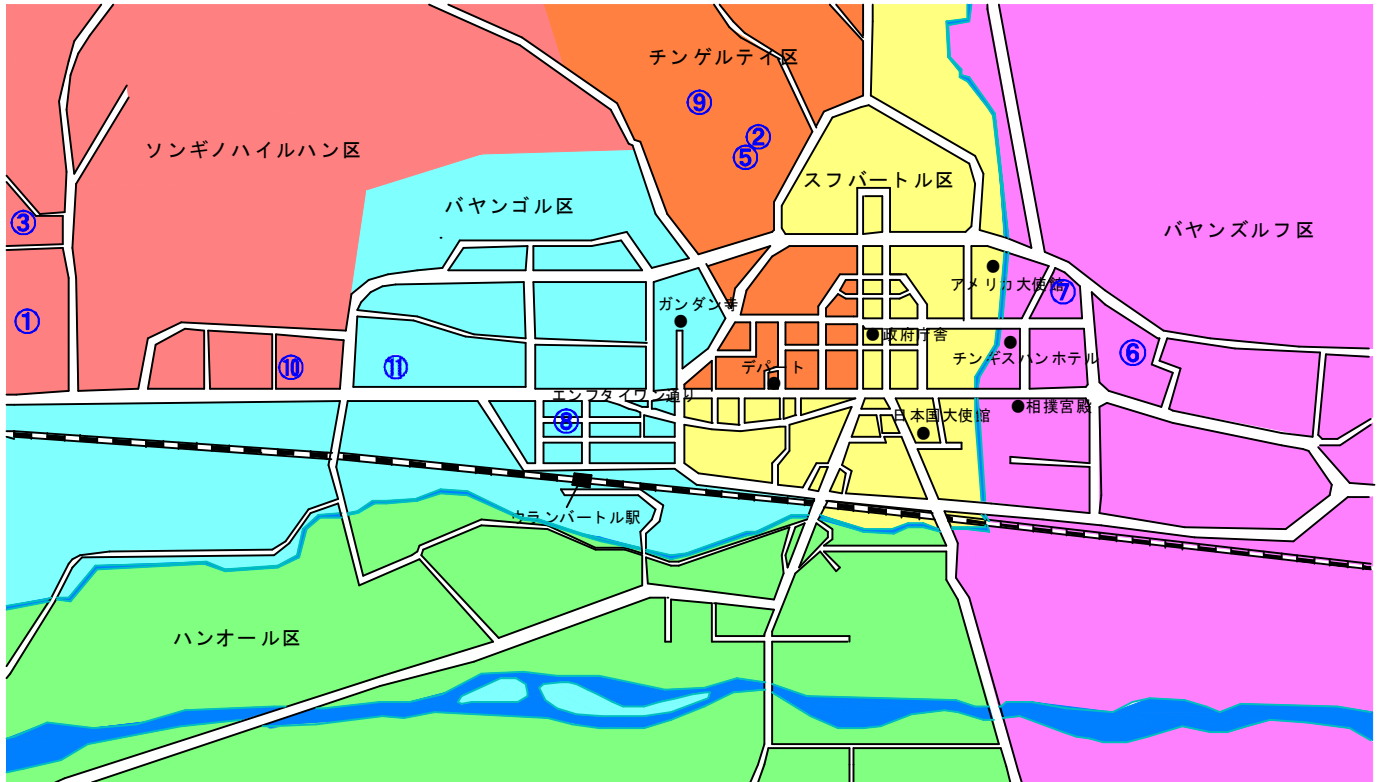 チンゲルテイ区
⑨
②
⑤
ソンギノハイルハン区
スフバートル区
バヤンゴル区
③
バヤンズルフ区
アメリカ大使館
⑦
ガンダン寺
①
政府庁舎
チンギスハンホテル
⑥
⑩
⑪
デパート
エンフタイワン通り
⑧
相撲宮殿
日本国大使館
ウランバートル駅
ハンオール区